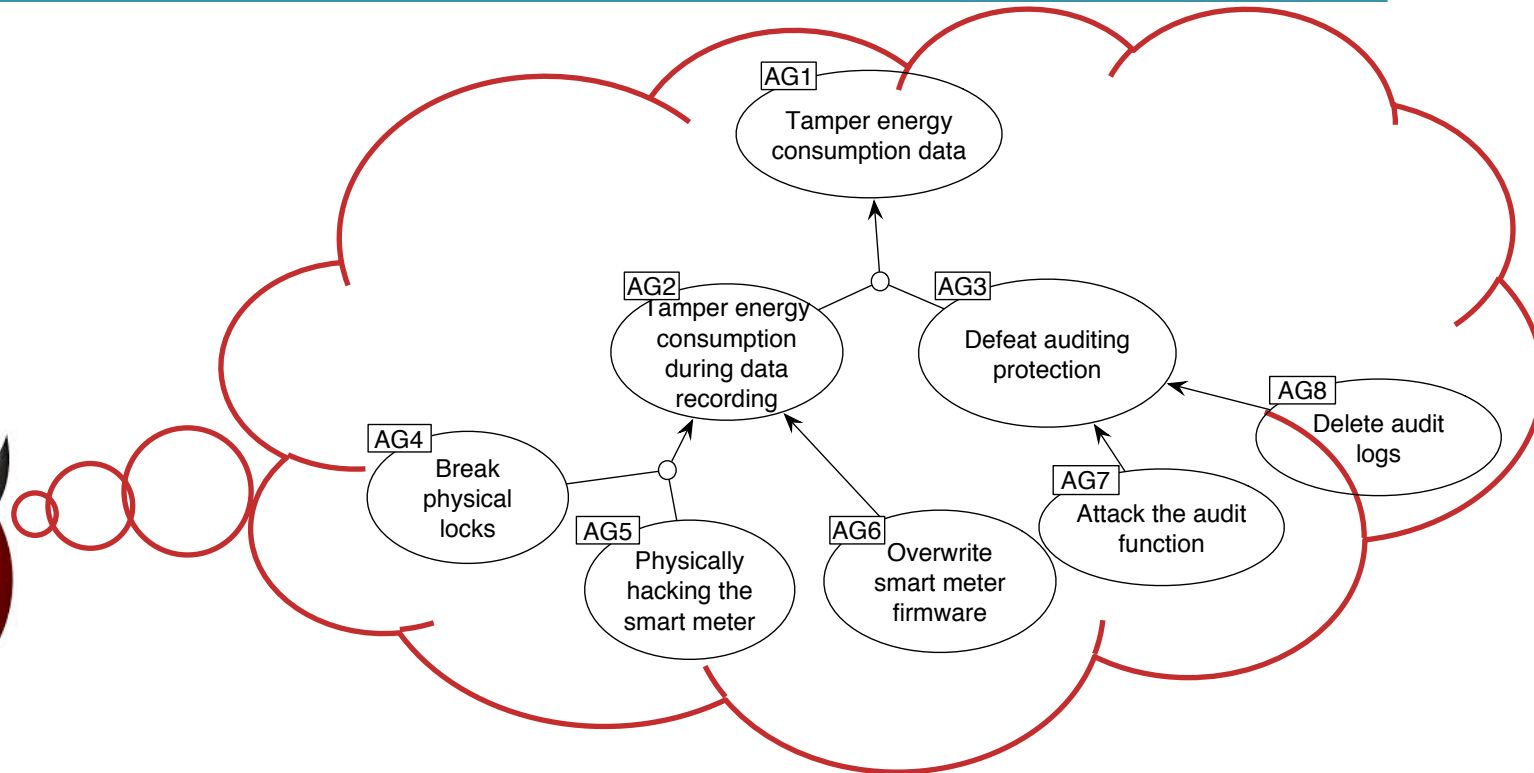 AG1
Tamper energy
consumption data
AG2
Tamper energy
consumption
during data
recording
AG3
Defeat auditing
protection
AG4
Break
physical
locks
AG5
Physically
hacking the
smart meter
AG6
Overwrite
smart meter
firmware
AG7
Attack the audit
function
AG8
Delete audit
logs